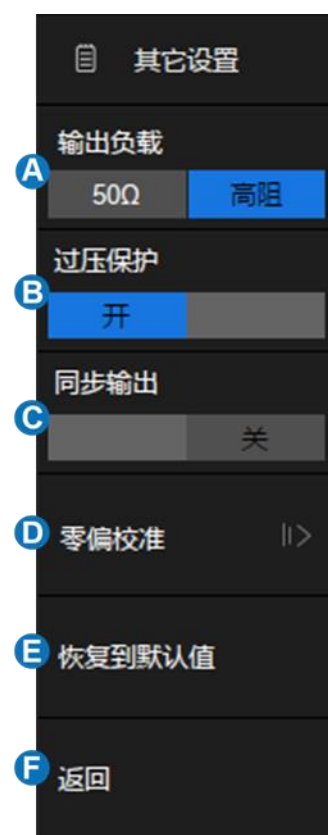 其它设置
输出负载
A
50Ω 高阻
过压保护
B
开
同步输出
C
关
D 零偏校准
E 恢复到默认值
F 返回